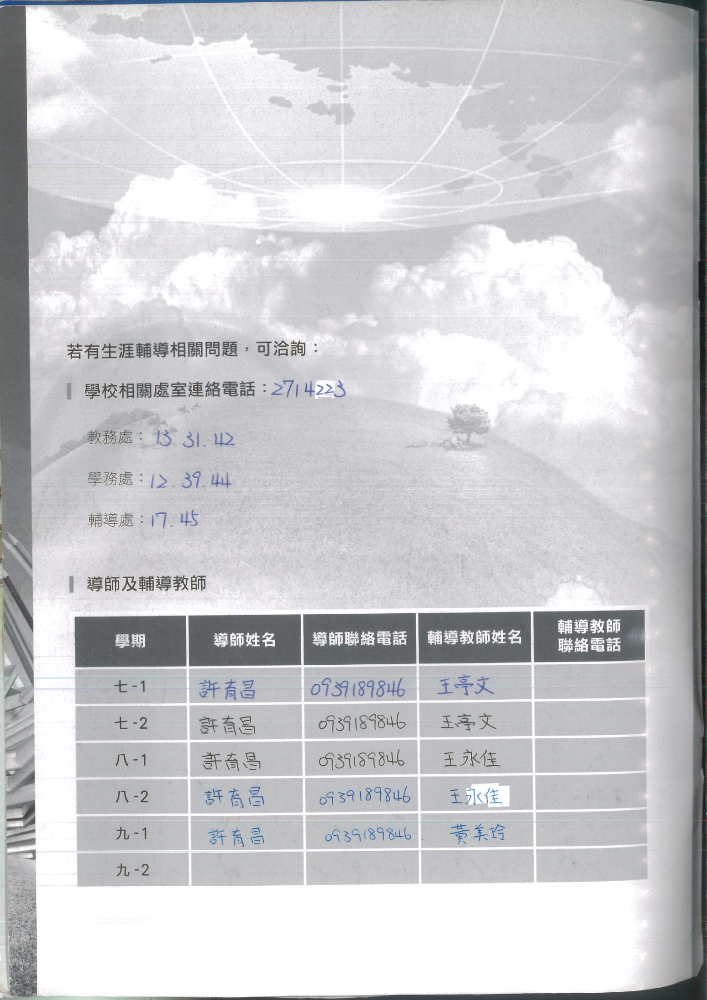 若有生涯輔導相關問題，可洽詢：
學校相關處室連絡電話：2714223
教務處：13. 31. 42
學務處：12. 39. 44
輔導處：17. 45
導師及輔導教師
學期 導師姓名 導師聯絡電話 輔導教師姓名 輔導教師聯絡電話
七-1 許育昌 0939189846 王亭文
七-2 許育昌 0939189846 王亭文
八-1 許育昌 0939189846 王永佳
八-2 許育昌 0939189846 王永佳
九-1 許育昌 0939189846 黃美玲
九-2